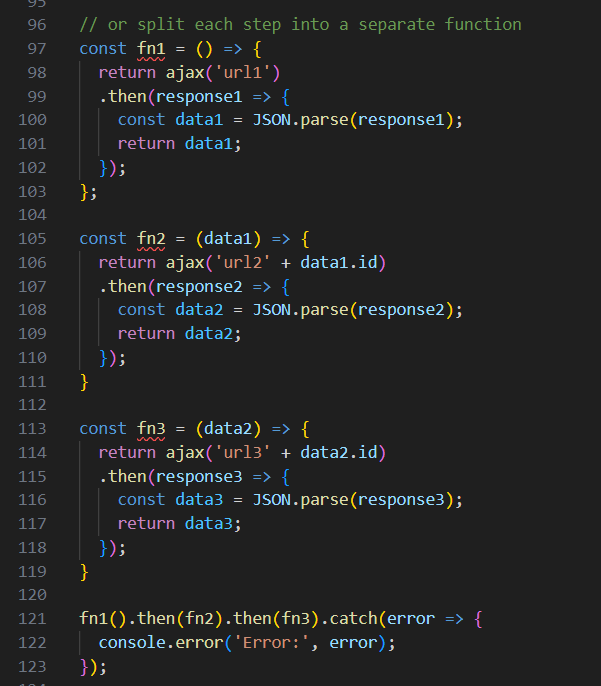 96 // or split each step into a separate function
97 const fn1 = () => {
98 return ajax('url1')
99 .then(response1 => {
100 const data1 = JSON.parse(response1);
101 return data1;
102 });
103 };
104
105 const fn2 = (data1) => {
106 return ajax('url2' + data1.id)
107 .then(response2 => {
108 const data2 = JSON.parse(response2);
109 return data2;
110 });
111 }
112
113 const fn3 = (data2) => {
114 return ajax('url3' + data2.id)
115 .then(response3 => {
116 const data3 = JSON.parse(response3);
117 return data3;
118 });
119 }
120
121 fn1().then(fn2).then(fn3).catch(error => {
122 console.error('Error:', error);
123 });